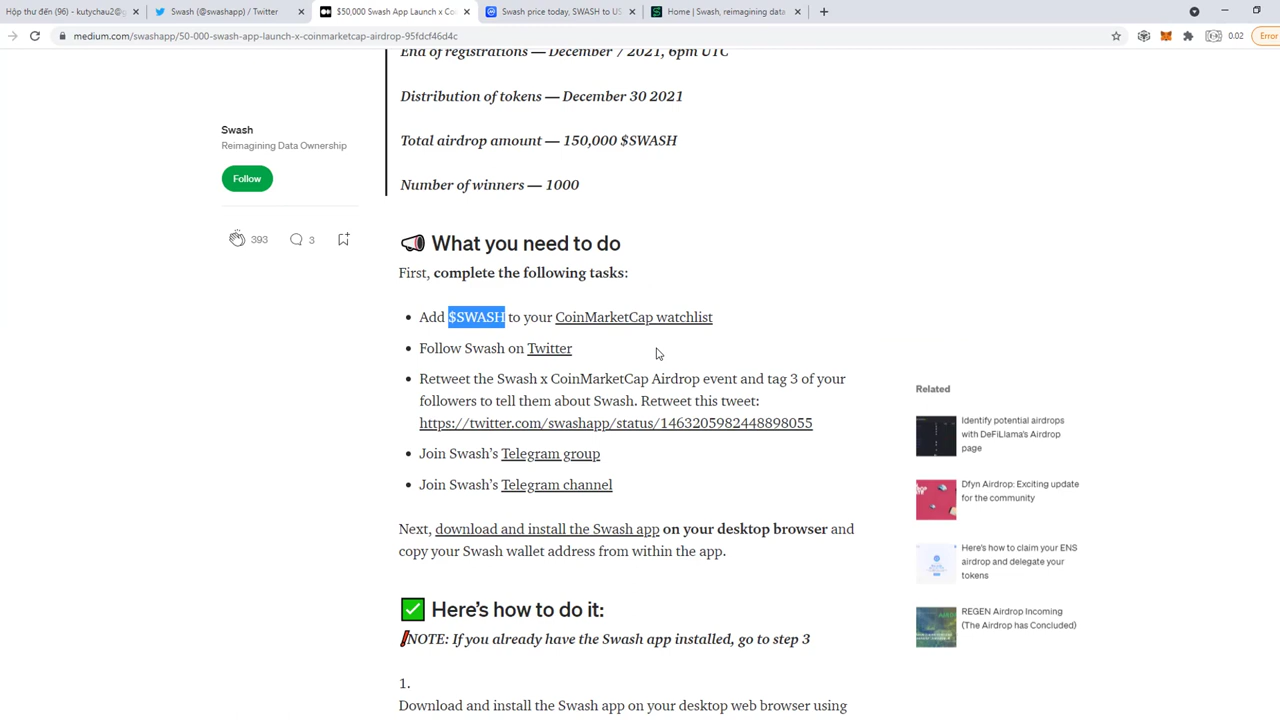 Hộp thư đến (96) - kutychau2@g
Swash (@swashapp) / Twitter
$50,000 Swash App Launch x Co
Swash price today, SWASH to US
Home | Swash, reimagining data
medium.com/swashapp/50-000-swash-app-launch-x-coinmarketcap-airdrop-95fdcf46d4c
0.02
Error
End of registrations — December 7 2021, 6pm UTC
Distribution of tokens — December 30 2021
Total airdrop amount — 150,000 $SWASH
Number of winners — 1000
Swash
Reimagining Data Ownership
Follow
393
3
What you need to do
First, complete the following tasks:
• Add $SWASH to your CoinMarketCap watchlist
• Follow Swash on Twitter
• Retweet the Swash x CoinMarketCap Airdrop event and tag 3 of your
followers to tell them about Swash. Retweet this tweet:
https://twitter.com/swashapp/status/1463205982448898055
• Join Swash's Telegram group
• Join Swash's Telegram channel
Next, download and install the Swash app on your desktop browser and
copy your Swash wallet address from within the app.
Here's how to do it:
NOTE: If you already have the Swash app installed, go to step 3
1.
Download and install the Swash app on your desktop web browser using
Related
Identify potential airdrops
with DeFiLlama's Airdrop
page
Dfyn Airdrop: Exciting update
for the community
Here's how to claim your ENS
airdrop and delegate your
tokens
REGEN Airdrop Incoming
(The Airdrop has Concluded)